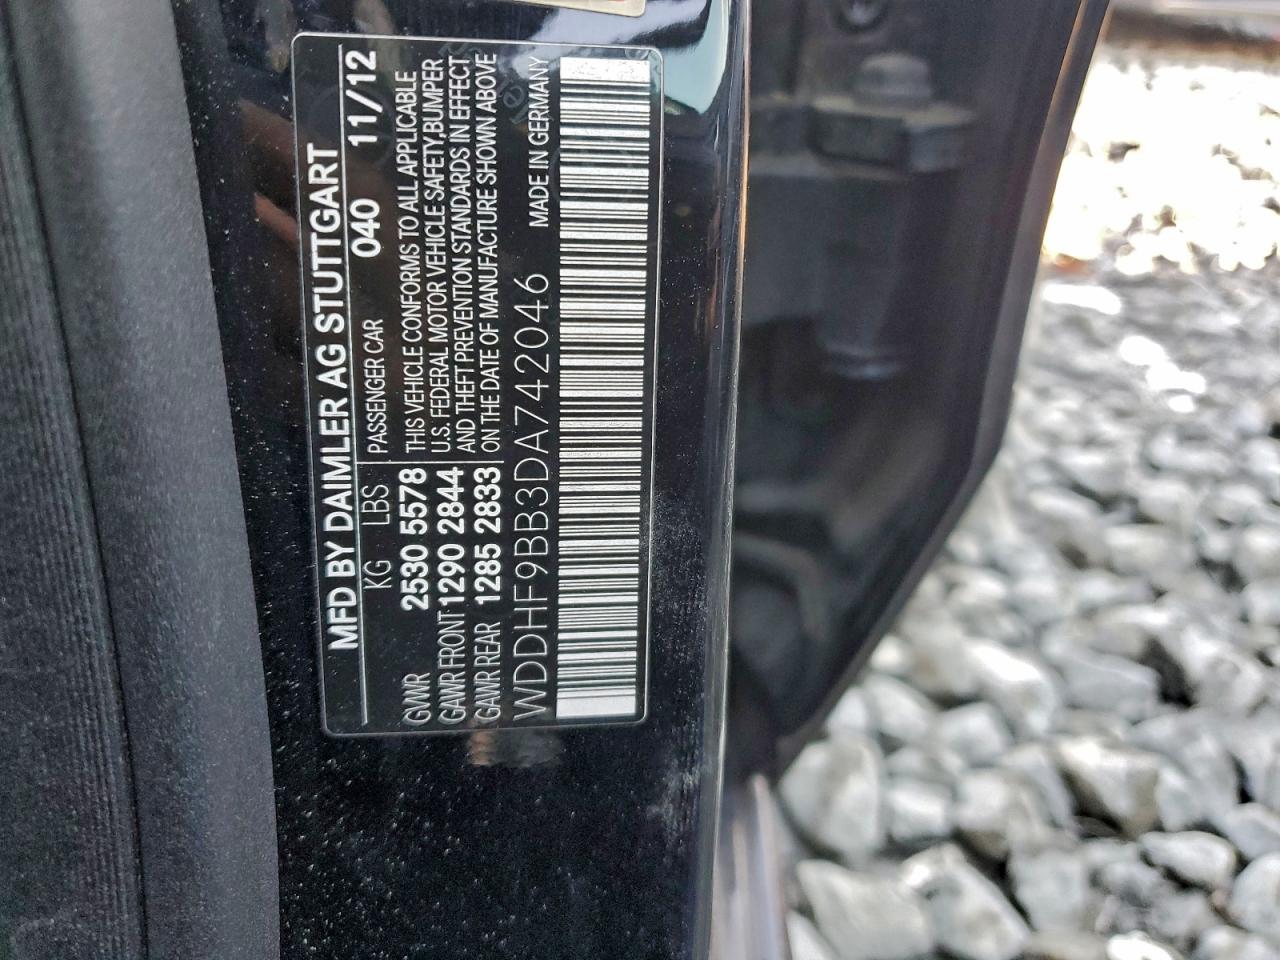 MFD BY DAIMLER AG STUTTGART
040 11/12
KG LBS PASSENGER CAR
GVWR 2530 5578
GAWR FRONT 1290 2844
GAWR REAR 1285 2833
THIS VEHICLE CONFORMS TO ALL APPLICABLE
U.S. FEDERAL MOTOR VEHICLE SAFETY, BUMPER
AND THEFT PREVENTION STANDARDS IN EFFECT
ON THE DATE OF MANUFACTURE SHOWN ABOVE
WDDHF9BB3DA742046 MADE IN GERMANY